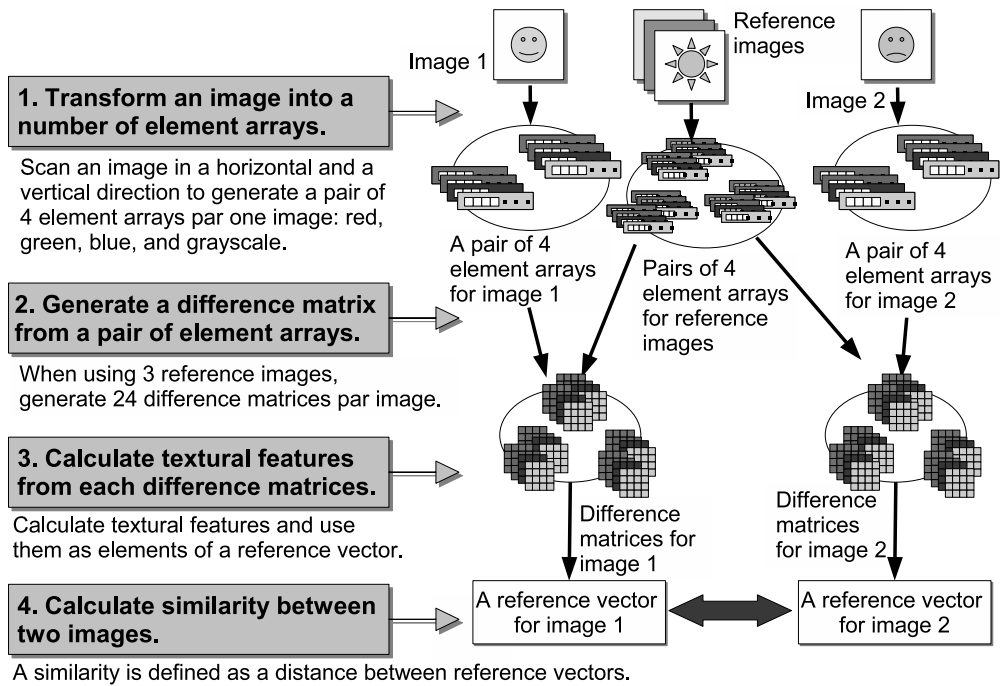 Image 1
Reference
images
Image 2
1. Transform an image into a
number of element arrays.
Scan an image in a horizontal and a
vertical direction to generate a pair of
4 element arrays par one image: red,
green, blue, and grayscale.
A pair of 4
element arrays
for image 1
Pairs of 4
element arrays
for reference
images
A pair of 4
element arrays
for image 2
2. Generate a difference matrix
from a pair of element arrays.
When using 3 reference images,
generate 24 difference matrices par image.
3. Calculate textural features
from each difference matrices.
Calculate textural features and use
them as elements of a reference vector.
Difference
matrices for
image 1
Difference
matrices
for image 2
4. Calculate similarity between
two images.
A reference vector
for image 1
A reference vector
for image 2
A similarity is defined as a distance between reference vectors.